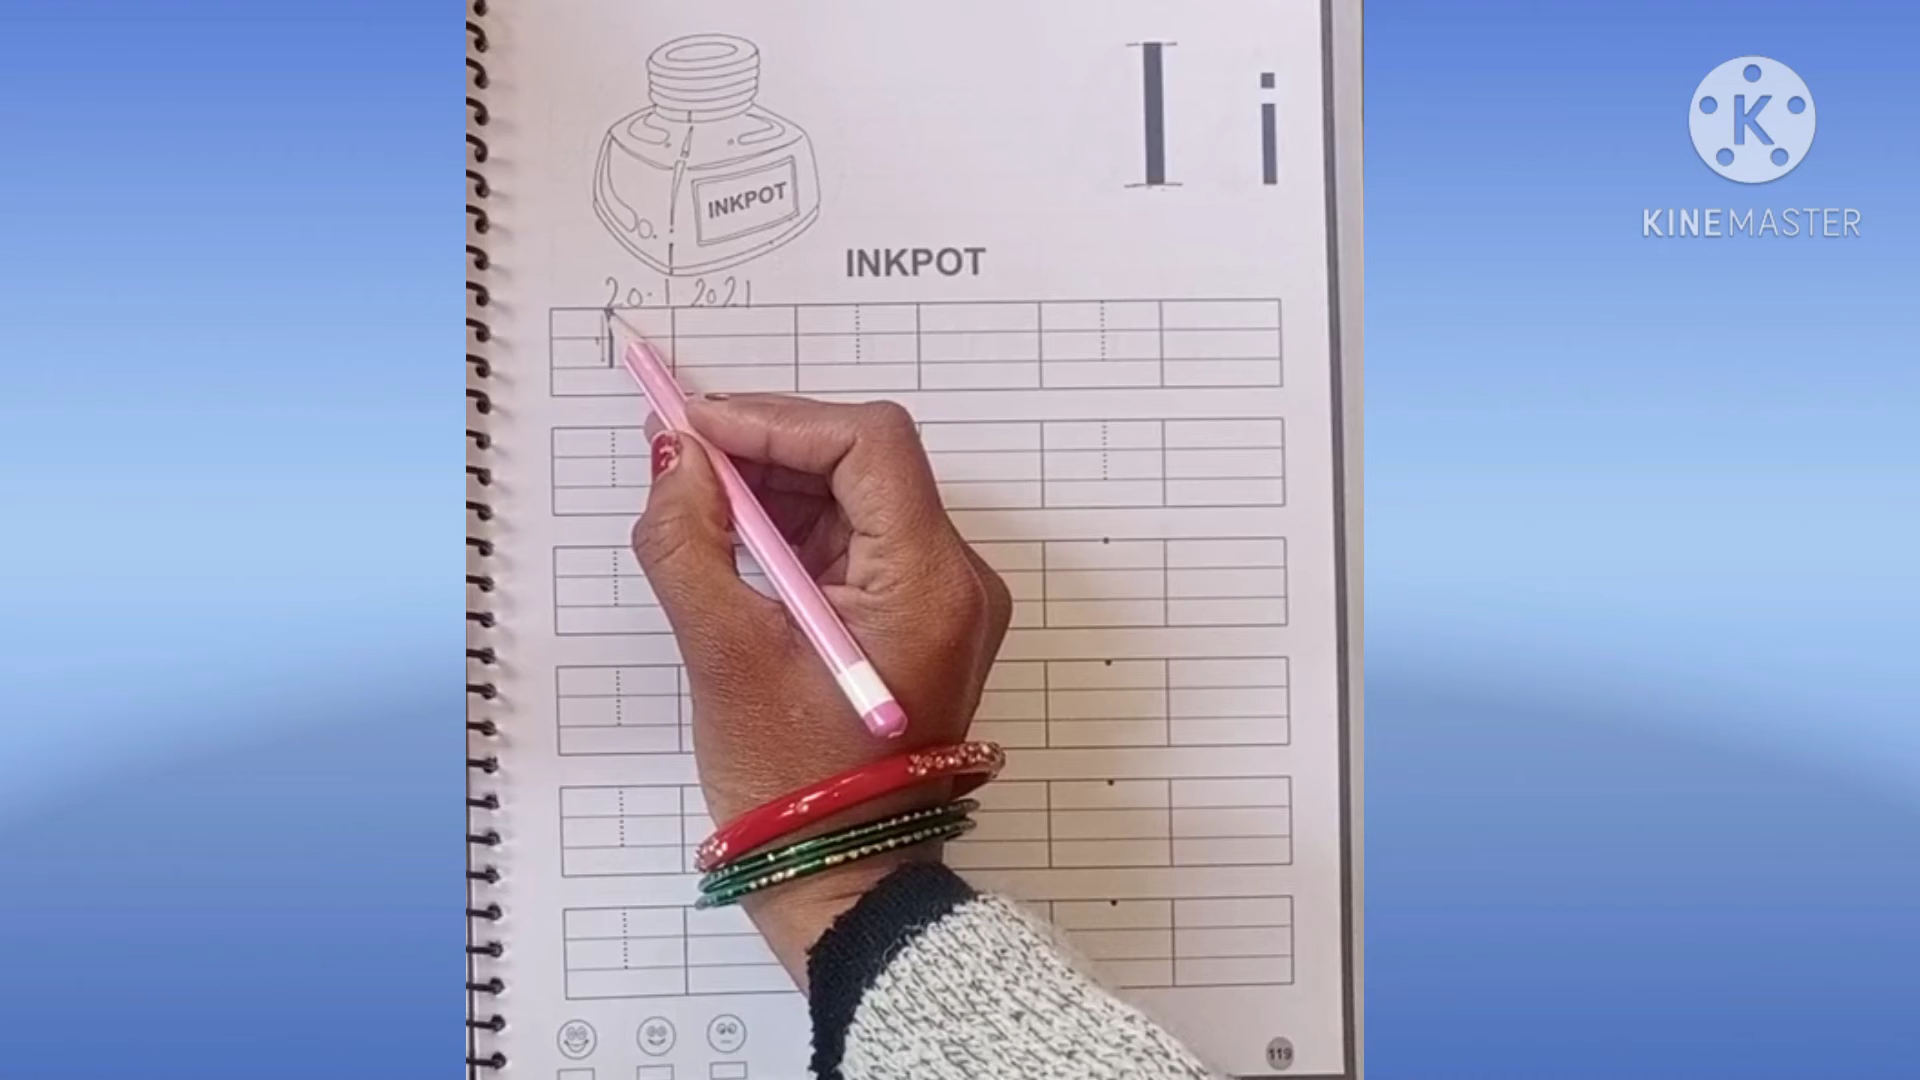 I i
INKPOT
INKPOT
20.1 2021
119
K
KINEMASTER